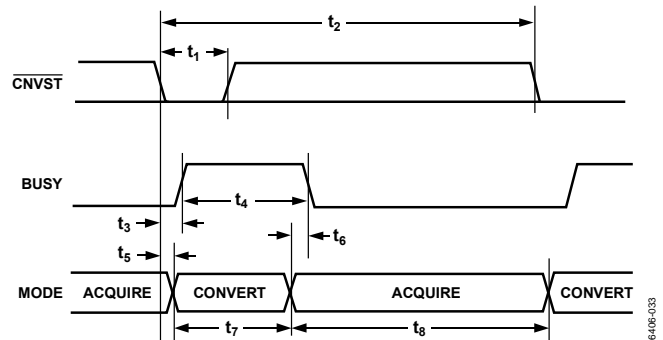 t2
t1
CNVST
BUSY
t4
t3
t6
t5
MODE ACQUIRE CONVERT ACQUIRE CONVERT
t7 t8
6406-033